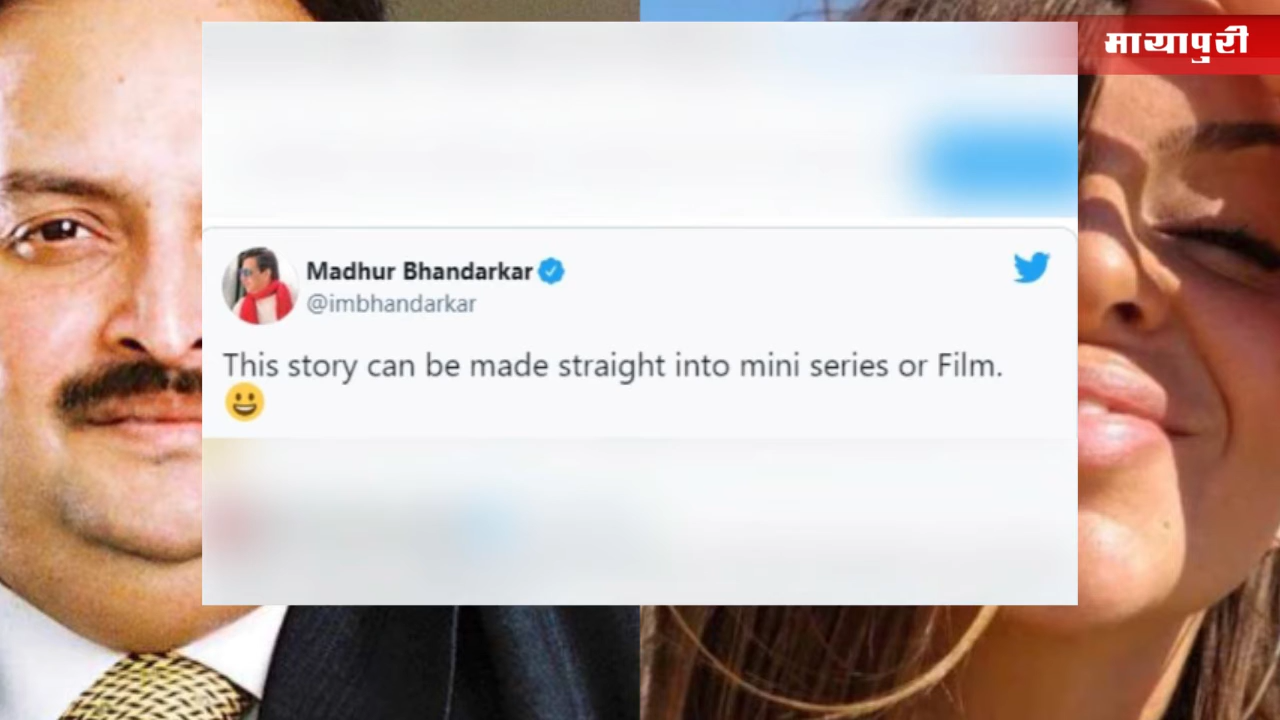 मायापुरी
Madhur Bhandarkar
@imbhandarkar
This story can be made straight into mini series or Film.
😀